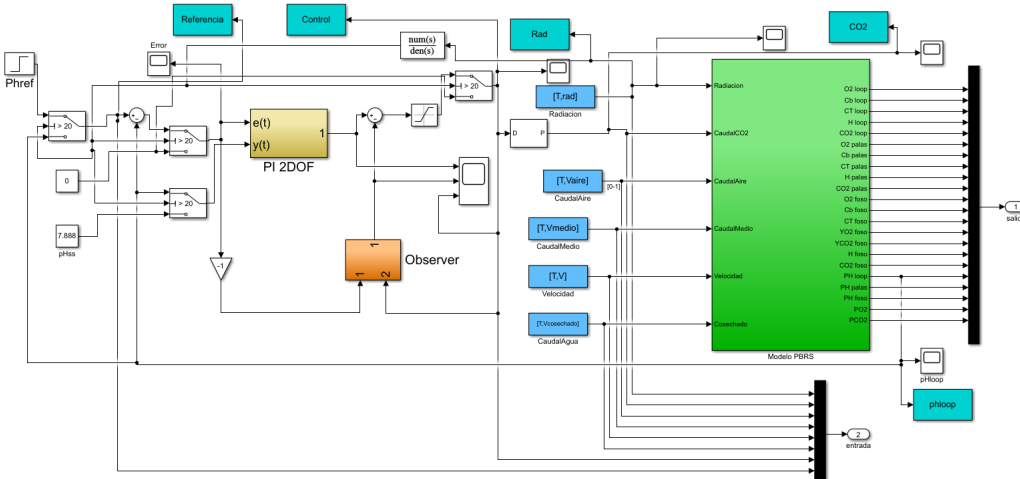 Referencia
Control
Rad
CO2
Error
num(s)
den(s)
Phref
> 20
> 20
> 20
> 20
0
7.888
pHss
e(t)
y(t)
1
PI 2DOF
-1
1
1
2
Observer
D
P
[T,rad]
Radiacion
[T,Vaire]
CaudalAire
[0-1]
[T,Vmedio]
CaudalMedio
[T,V]
Velocidad
[T,Vcosechado]
CaudalAgua
Radiacion
CaudalCO2
CaudalAire
CaudalMedio
Velocidad
Cosechado
O2 loop
Cb loop
CT loop
H loop
CO2 loop
O2 palas
Cb palas
CT palas
H palas
CO2 palas
O2 foso
Cb foso
CT foso
YO2 foso
YCO2 foso
H foso
CO2 foso
PH loop
PH palas
PH foso
PO2
PCO2
Modelo PBRS
1
salid
pHloop
phloop
2
entrada